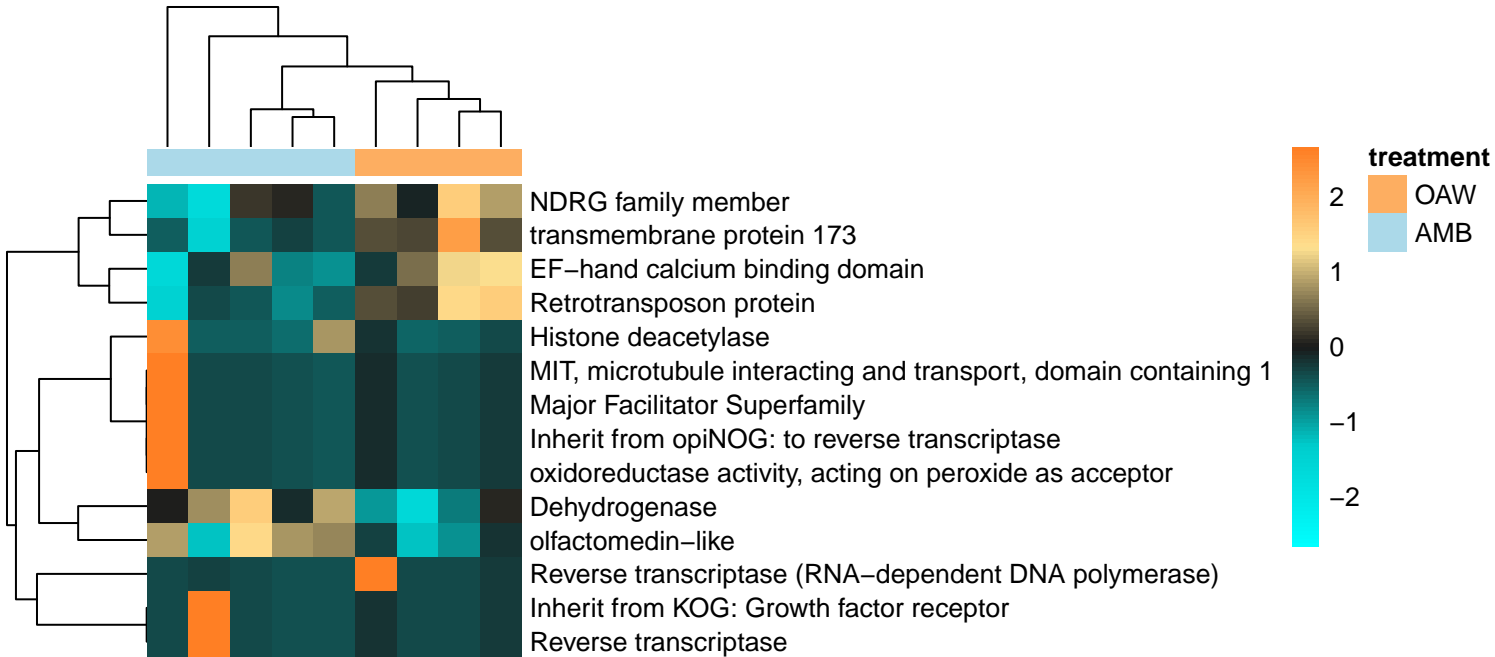 NDRG family member
transmembrane protein 173
EF−hand calcium binding domain
Retrotransposon protein
Histone deacetylase
MIT, microtubule interacting and transport, domain containing 1
Major Facilitator Superfamily
Inherit from opiNOG: to reverse transcriptase
oxidoreductase activity, acting on peroxide as acceptor
Dehydrogenase
olfactomedin−like
Reverse transcriptase (RNA−dependent DNA polymerase)
Inherit from KOG: Growth factor receptor
Reverse transcriptase
2
1
0
−1
−2
treatment
OAW
AMB